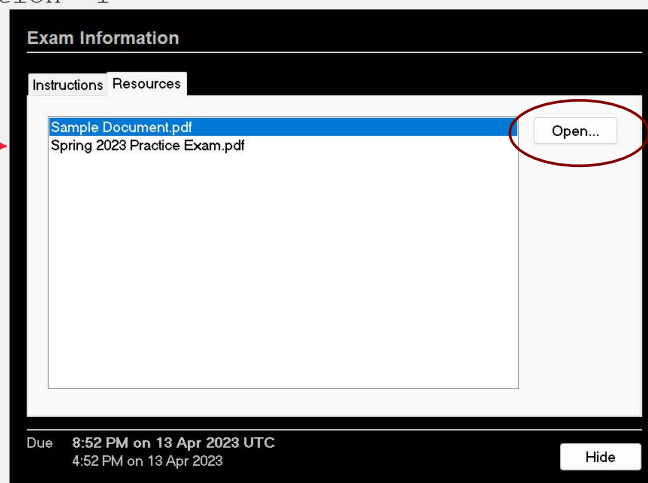 Exam Information
Instructions Resources
Sample Document.pdf
Open...
Spring 2023 Practice Exam.pdf
Due 8:52 PM on 13 Apr 2023 UTC
4:52 PM on 13 Apr 2023
Hide